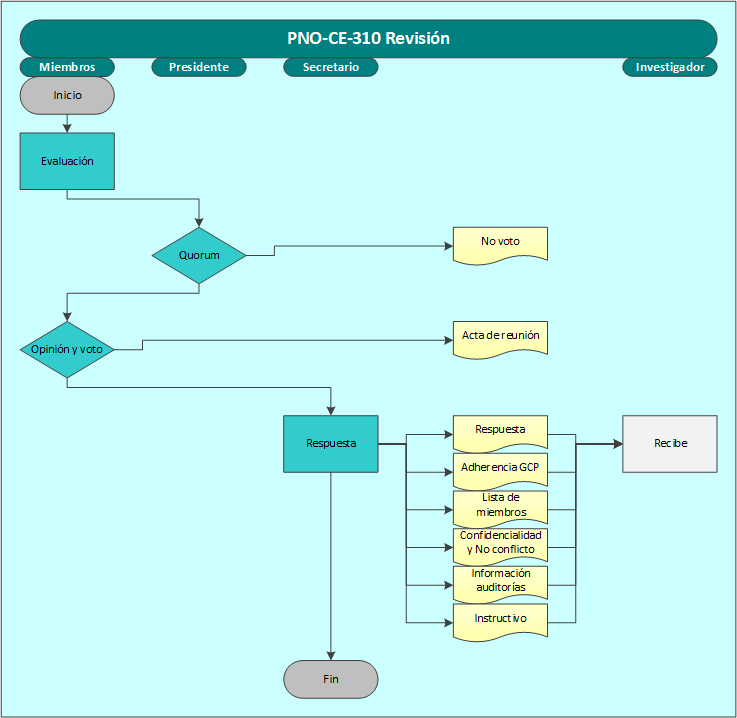 PNO-CE-310 Revisión
Miembros
Presidente
Secretario
Investigador
Inicio
Evaluación
Quorum
No voto
Opinión y voto
Acta de reunión
Respuesta
Respuesta
Recibe
Adherencia GCP
Lista de
miembros
Confidencialidad
y No conflicto
Información
auditorías
Instructivo
Fin